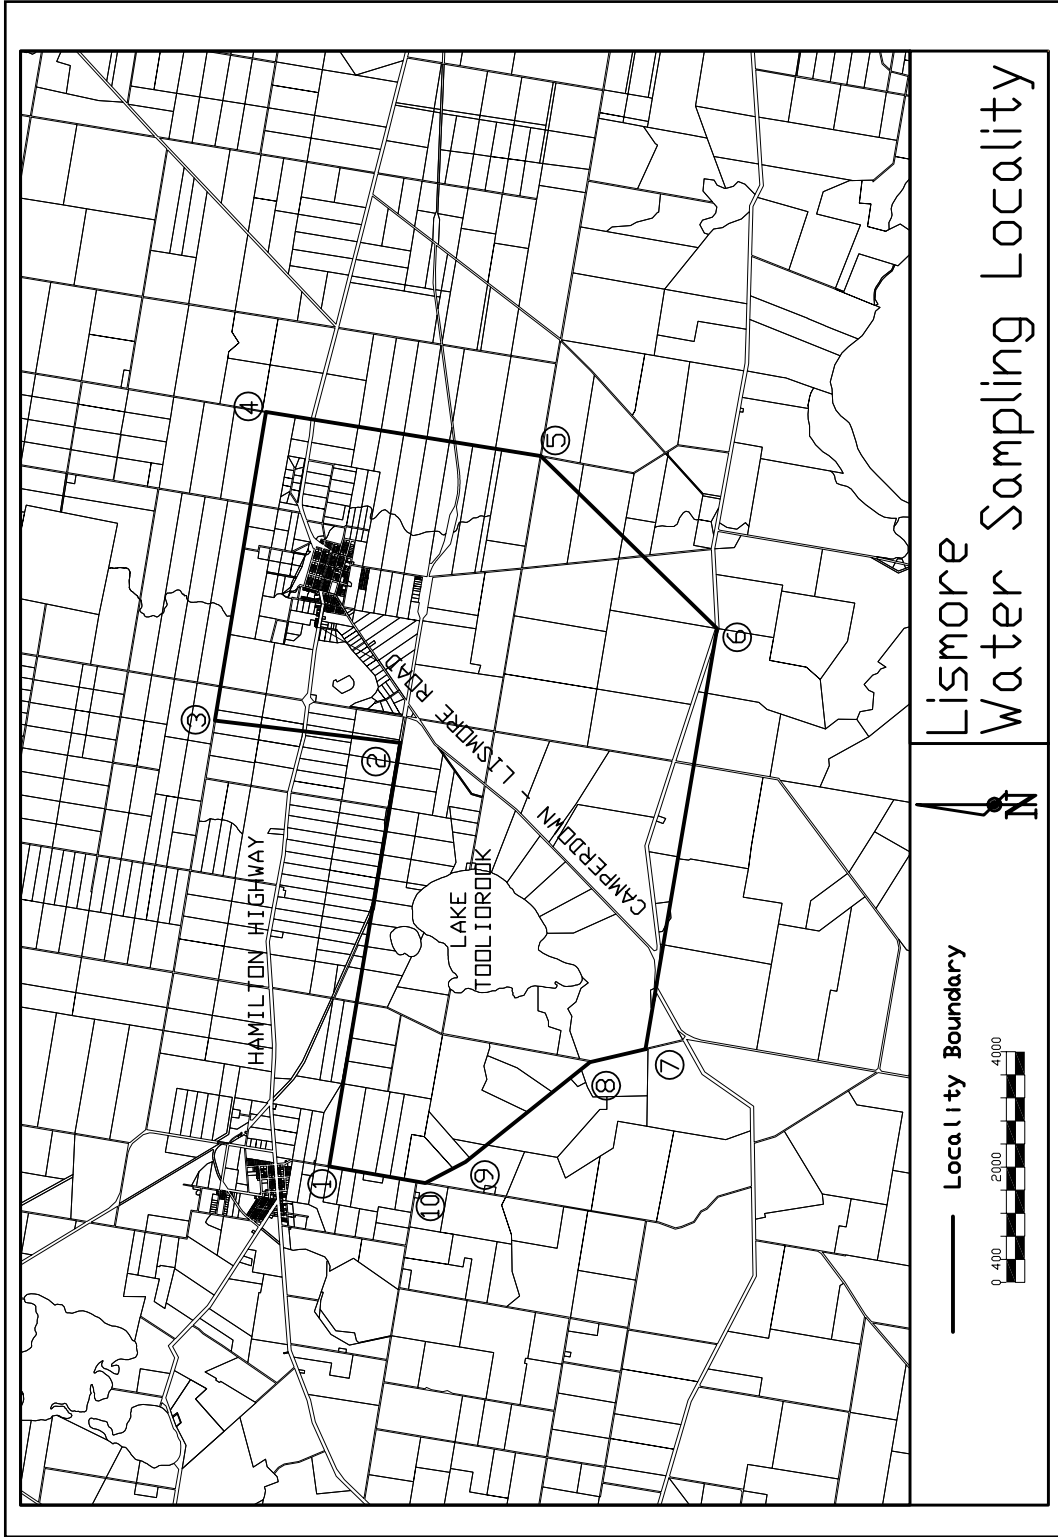 HAMILTON HIGHWAY
LAKE
TOOLIOROOK
CAMPERDOWN - LISMORE ROAD
1
2
3
4
5
6
7
8
9
10
Locality Boundary
0 400 2000 4000
N
Lismore
Water Sampling Locality